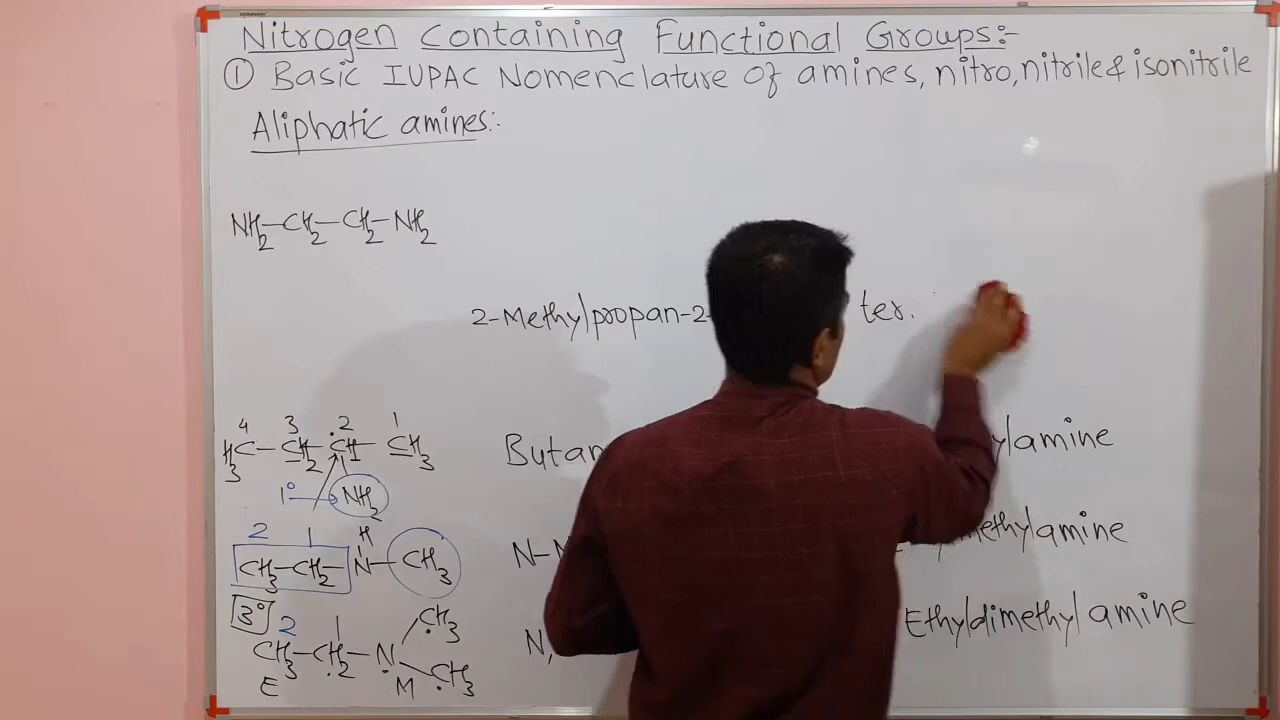 Nitrogen Containing Functional Groups:-
① Basic IUPAC Nomenclature of amines, nitro, nitrile & isonitrile
Aliphatic amines:-
NH2-CH2-CH2-NH2
2-Methylpropan-2- ter.
4 3 2 1
H3C-CH2-CH-CH3 Butan ylamine
1° NH2
2 1 H
CH3-CH2-N-CH3 N-M methylamine
3° CH3
2 1
CH3-CH2-N N, Ethyldimethylamine
CH3
E M